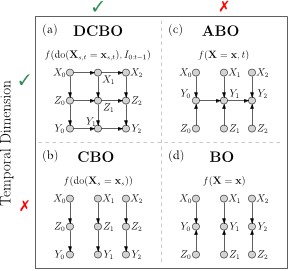 ✓ ✗
(a) DCBO
f(do(X_{s,t} = x_{s,t}), I_{0:t−1})
X_0 X_1 X_2
Z_0 Z_1 Z_2
Y_0 Y_1 Y_2
(c) ABO
f(X = x, t)
X_0 X_1 X_2
Y_0 Y_1 Y_2
Z_0 Z_1 Z_2
Temporal Dimension
✓
✗
(b) CBO
f(do(X_s = x_s))
X_0 X_1 X_2
Z_0 Z_1 Z_2
Y_0 Y_1 Y_2
(d) BO
f(X = x)
X_0 X_1 X_2
Y_0 Y_1 Y_2
Z_0 Z_1 Z_2